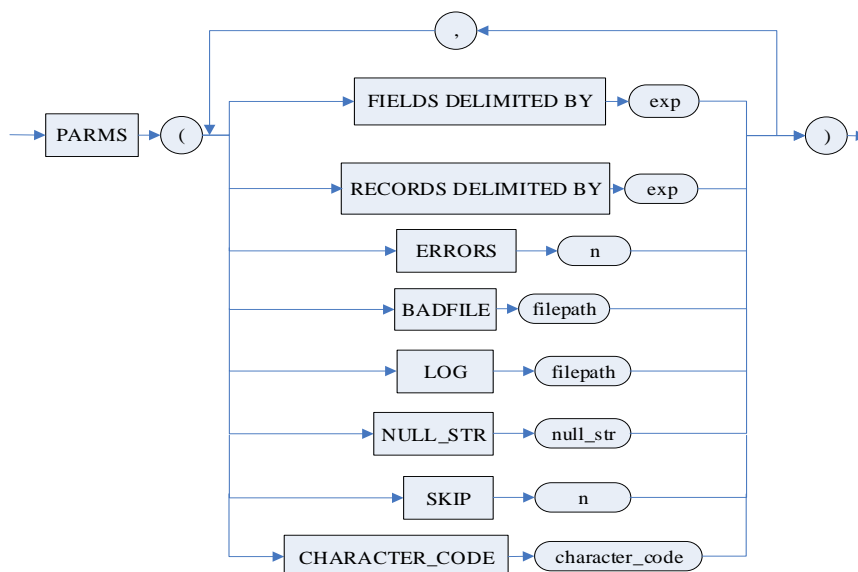 ,
FIELDS DELIMITED BY exp
PARMS ( )
RECORDS DELIMITED BY exp
ERRORS n
BADFILE filepath
LOG filepath
NULL_STR null_str
SKIP n
CHARACTER_CODE character_code